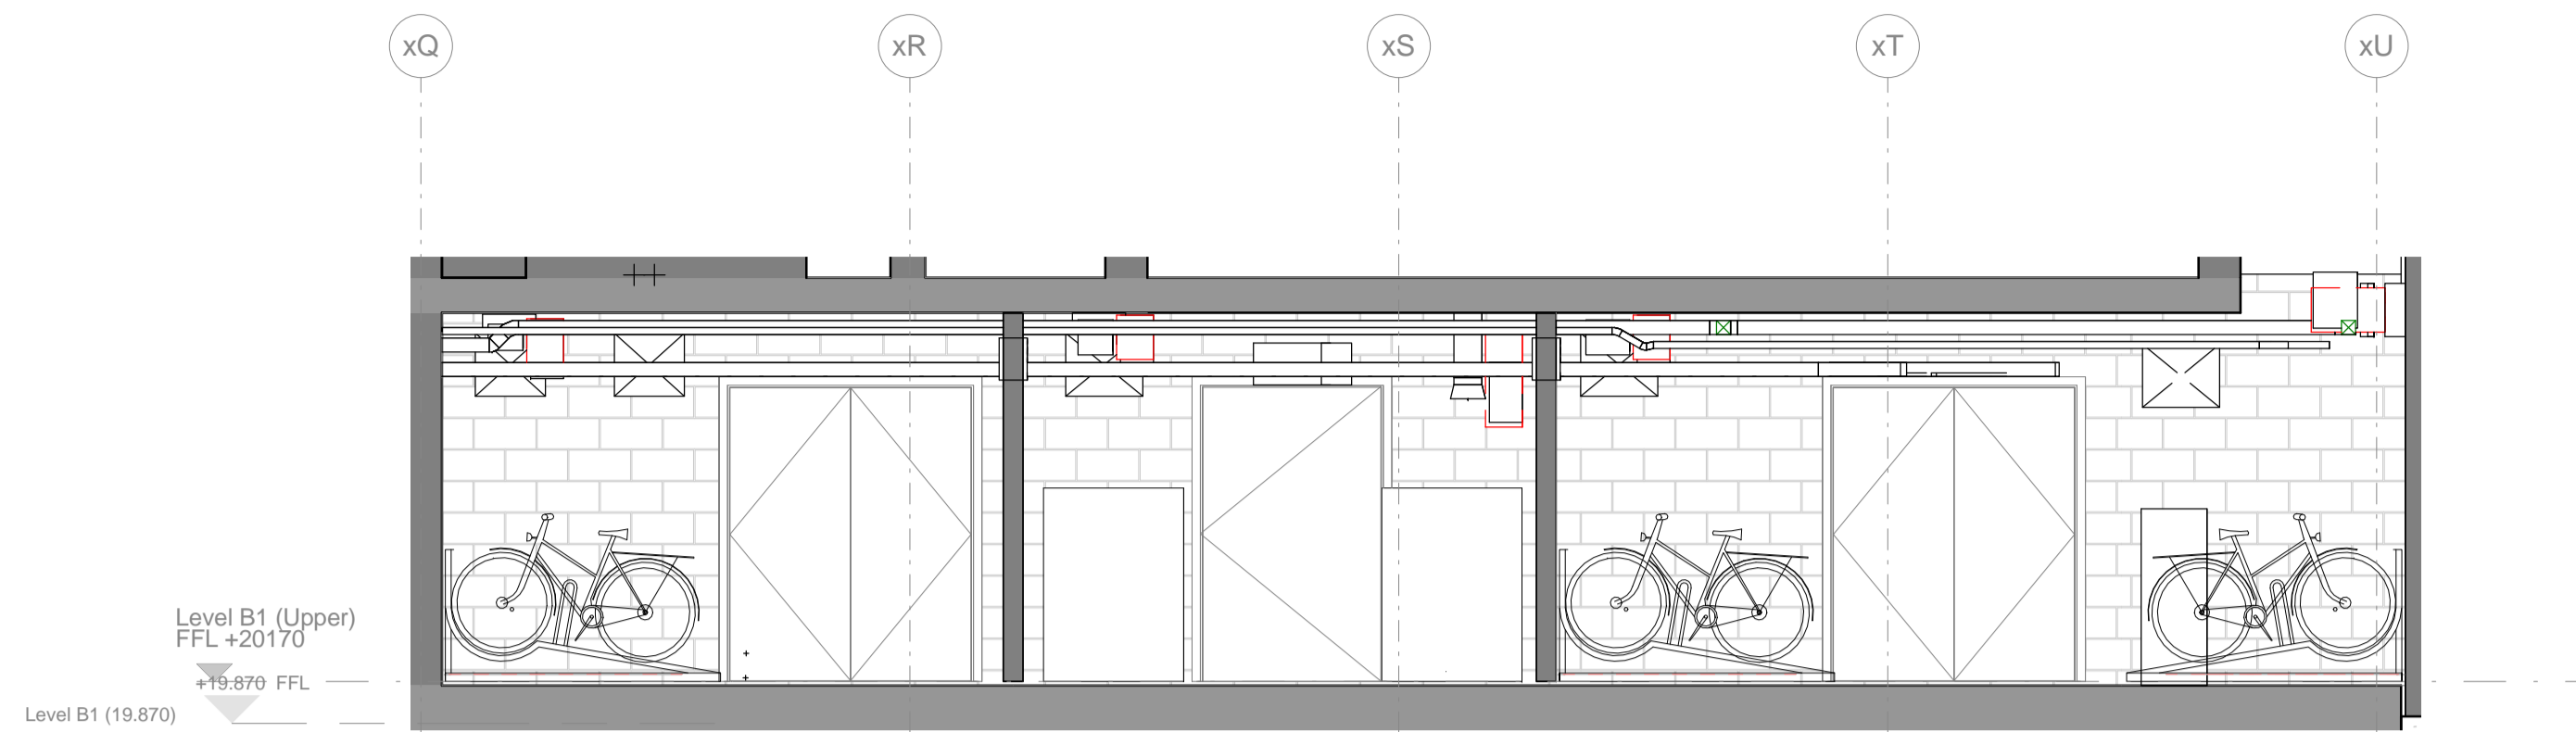 xQ
xR
xS
xT
xU
Level B1 (Upper)
FFL +20170
+19.870 FFL
Level B1 (19.870)